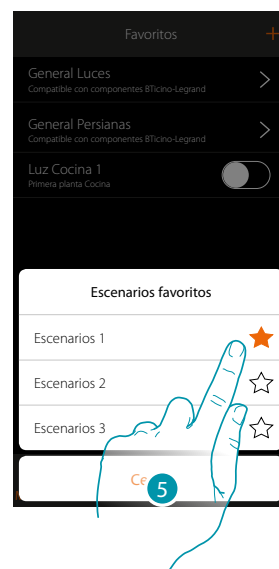 Favoritos
General Luces
Compatible con componentes BTicino-Legrand
General Persianas
Compatible con componentes BTicino-Legrand
Luz Cocina 1
Primera planta Cocina
Escenarios favoritos
Escenarios 1
Escenarios 2
Escenarios 3
5